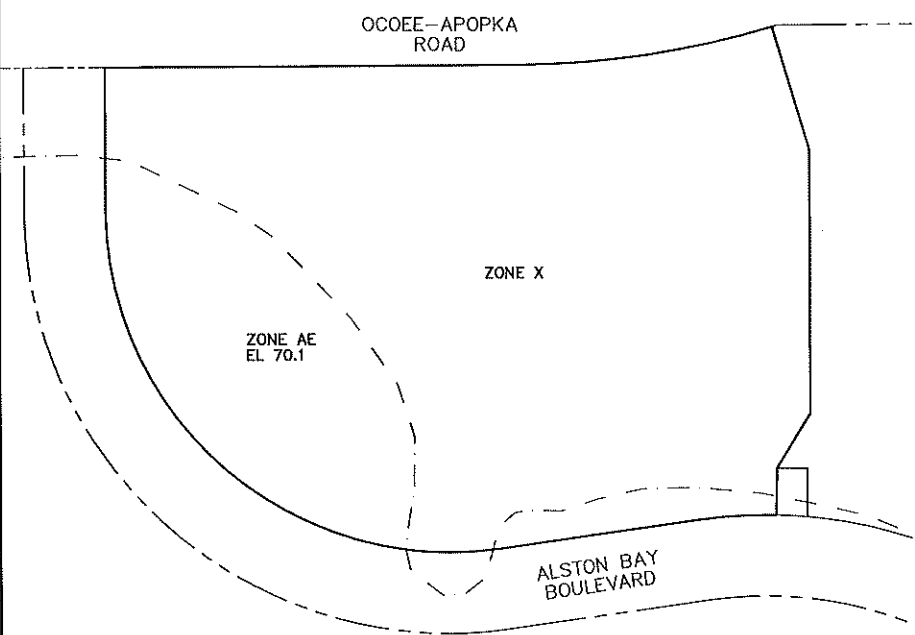 OCOEE-APOPKA
ROAD
ZONE X
ZONE AE
EL 70.1
ALSTON BAY
BOULEVARD